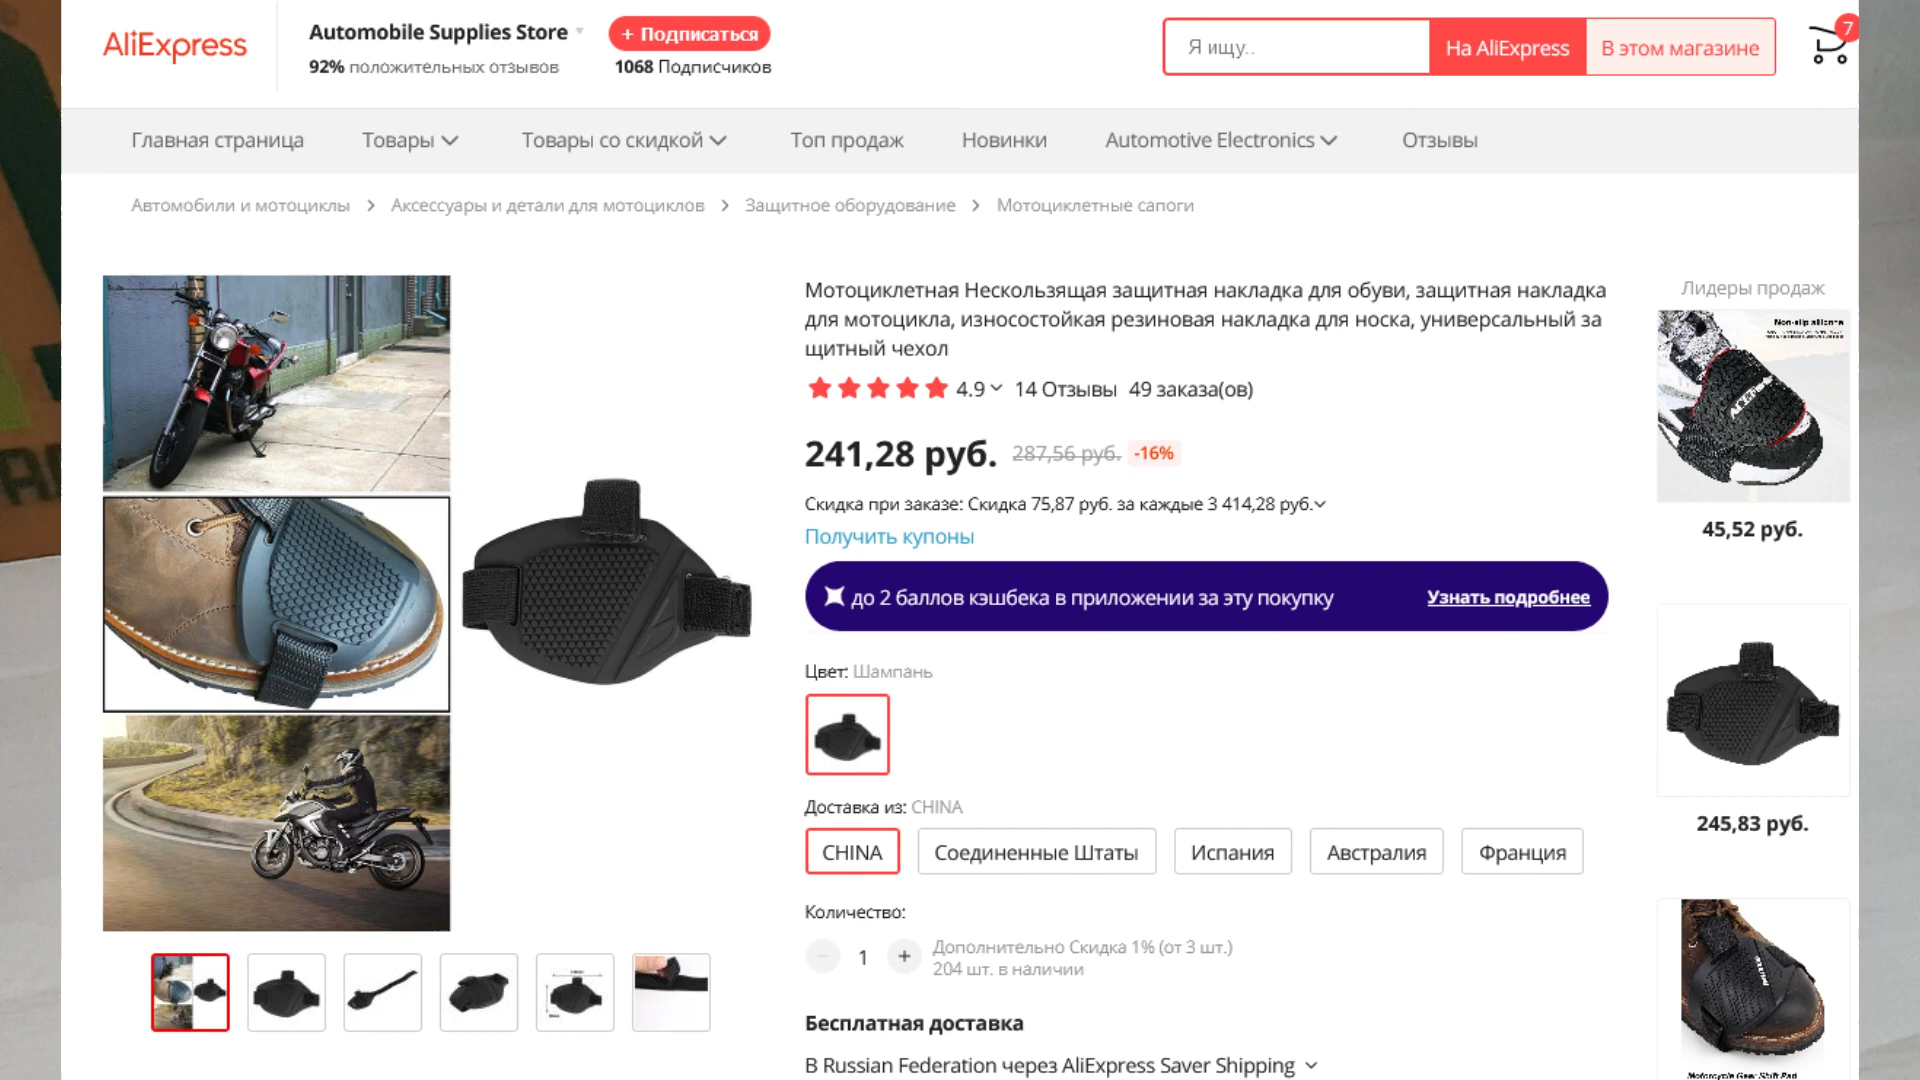 AliExpress
Automobile Supplies Store
92% положительных отзывов
+ Подписаться
1068 Подписчиков
Я ищу..
На AliExpress
В этом магазине
7
Главная страница
Товары
Товары со скидкой
Топ продаж
Новинки
Automotive Electronics
Отзывы
Автомобили и мотоциклы
Аксессуары и детали для мотоциклов
Защитное оборудование
Мотоциклетные сапоги
Мотоциклетная Нескользящая защитная накладка для обуви, защитная накладка
для мотоцикла, износостойкая резиновая накладка для носка, универсальный за
щитный чехол
4.9
14 Отзывы
49 заказа(ов)
241,28 руб.
287,56 руб.
-16%
Скидка при заказе: Скидка 75,87 руб. за каждые 3 414,28 руб.
Получить купоны
до 2 баллов кэшбека в приложении за эту покупку
Узнать подробнее
Цвет: Шампань
Доставка из: CHINA
CHINA
Соединенные Штаты
Испания
Австралия
Франция
Количество:
1
+
Дополнительно Скидка 1% (от 3 шт.)
204 шт. в наличии
Бесплатная доставка
В Russian Federation через AliExpress Saver Shipping
Лидеры продаж
Non-slip silicone
45,52 руб.
245,83 руб.
Motorcycle Gear Shift Pad